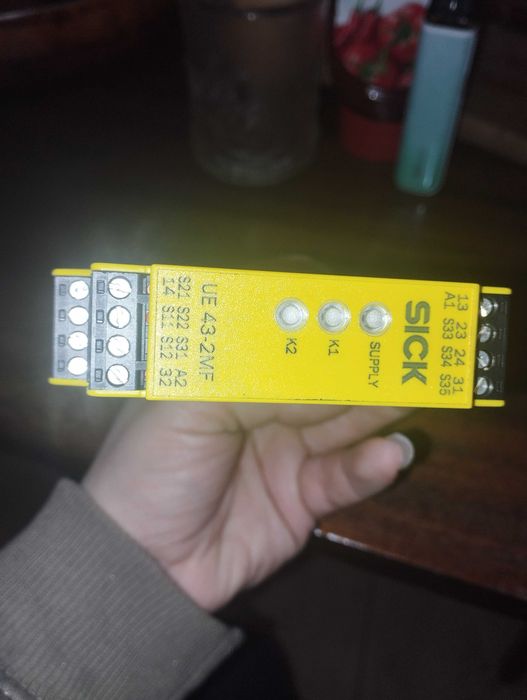 13 23 24 31
A1 S33 S34 S35
SICK
SUPPLY
K1
K2
UE 43-2MF
S21 S22 S31 A2
14 S11 S12 32